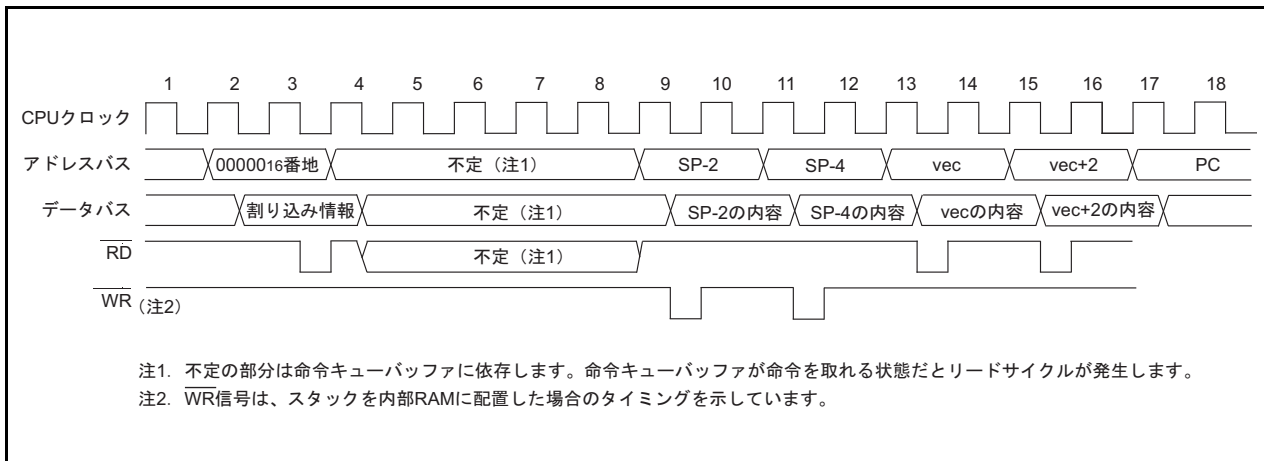 1 2 3 4 5 6 7 8 9 10 11 12 13 14 15 16 17 18
CPUクロック
アドレスバス 0000016番地 不定（注1） SP-2 SP-4 vec vec+2 PC
データバス 割り込み情報 不定（注1） SP-2の内容 SP-4の内容 vecの内容 vec+2の内容
RD 不定（注1）
WR（注2）
注1. 不定の部分は命令キューバッファに依存します。命令キューバッファが命令を取れる状態だとリードサイクルが発生します。
注2. WR信号は、スタックを内部RAMに配置した場合のタイミングを示しています。